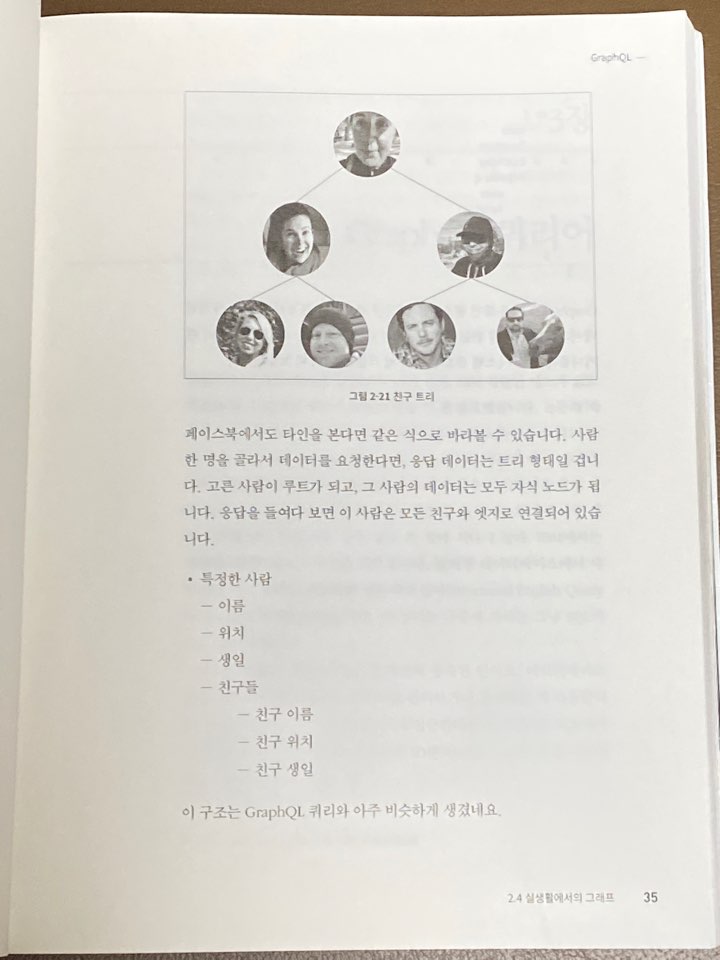 GraphQL —
그림 2-21 친구 트리
페이스북에서도 타인을 본다면 같은 식으로 바라볼 수 있습니다. 사람
한 명을 골라서 데이터를 요청한다면, 응답 데이터는 트리 형태일 겁니
다. 고른 사람이 루트가 되고, 그 사람의 데이터는 모두 자식 노드가 됩
니다. 응답을 들여다 보면 이 사람은 모든 친구와 엣지로 연결되어 있습
니다.
• 특정한 사람
— 이름
— 위치
— 생일
— 친구들
— 친구 이름
— 친구 위치
— 친구 생일
이 구조는 GraphQL 쿼리와 아주 비슷하게 생겼네요.
2.4 실생활에서의 그래프 35